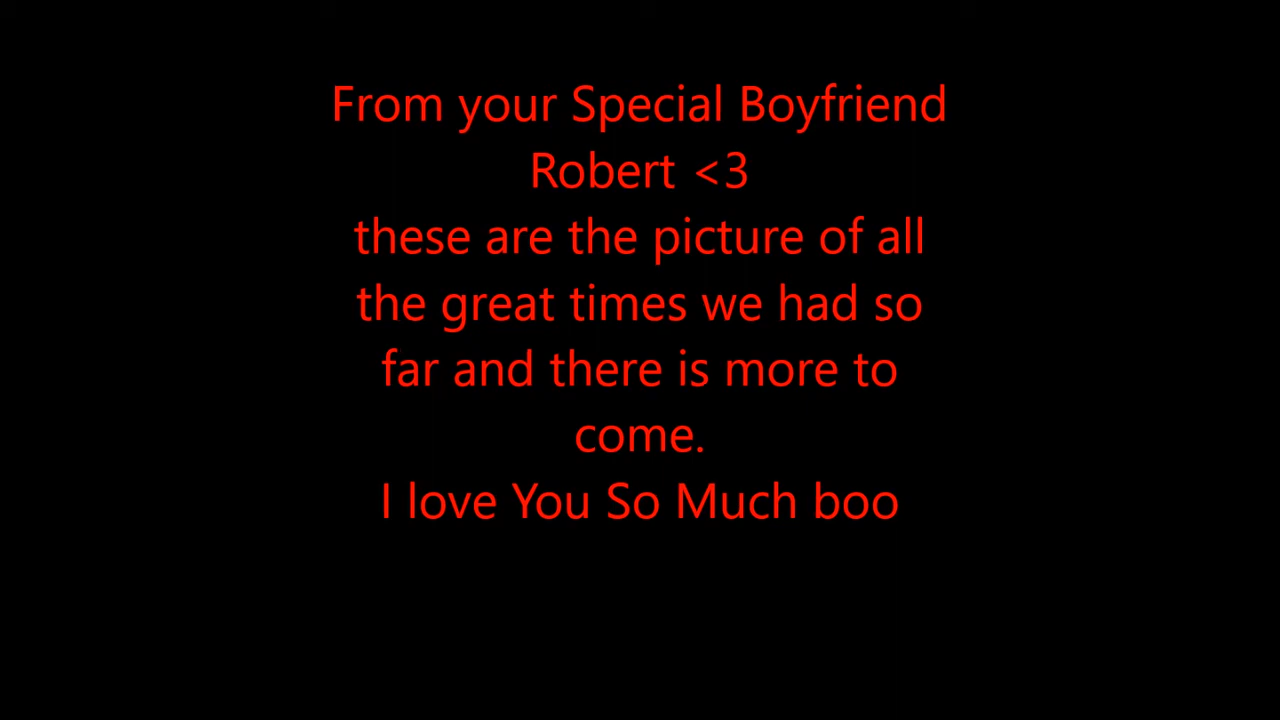 From your Special Boyfriend
Robert <3
these are the picture of all
the great times we had so
far and there is more to
come.
I love You So Much boo